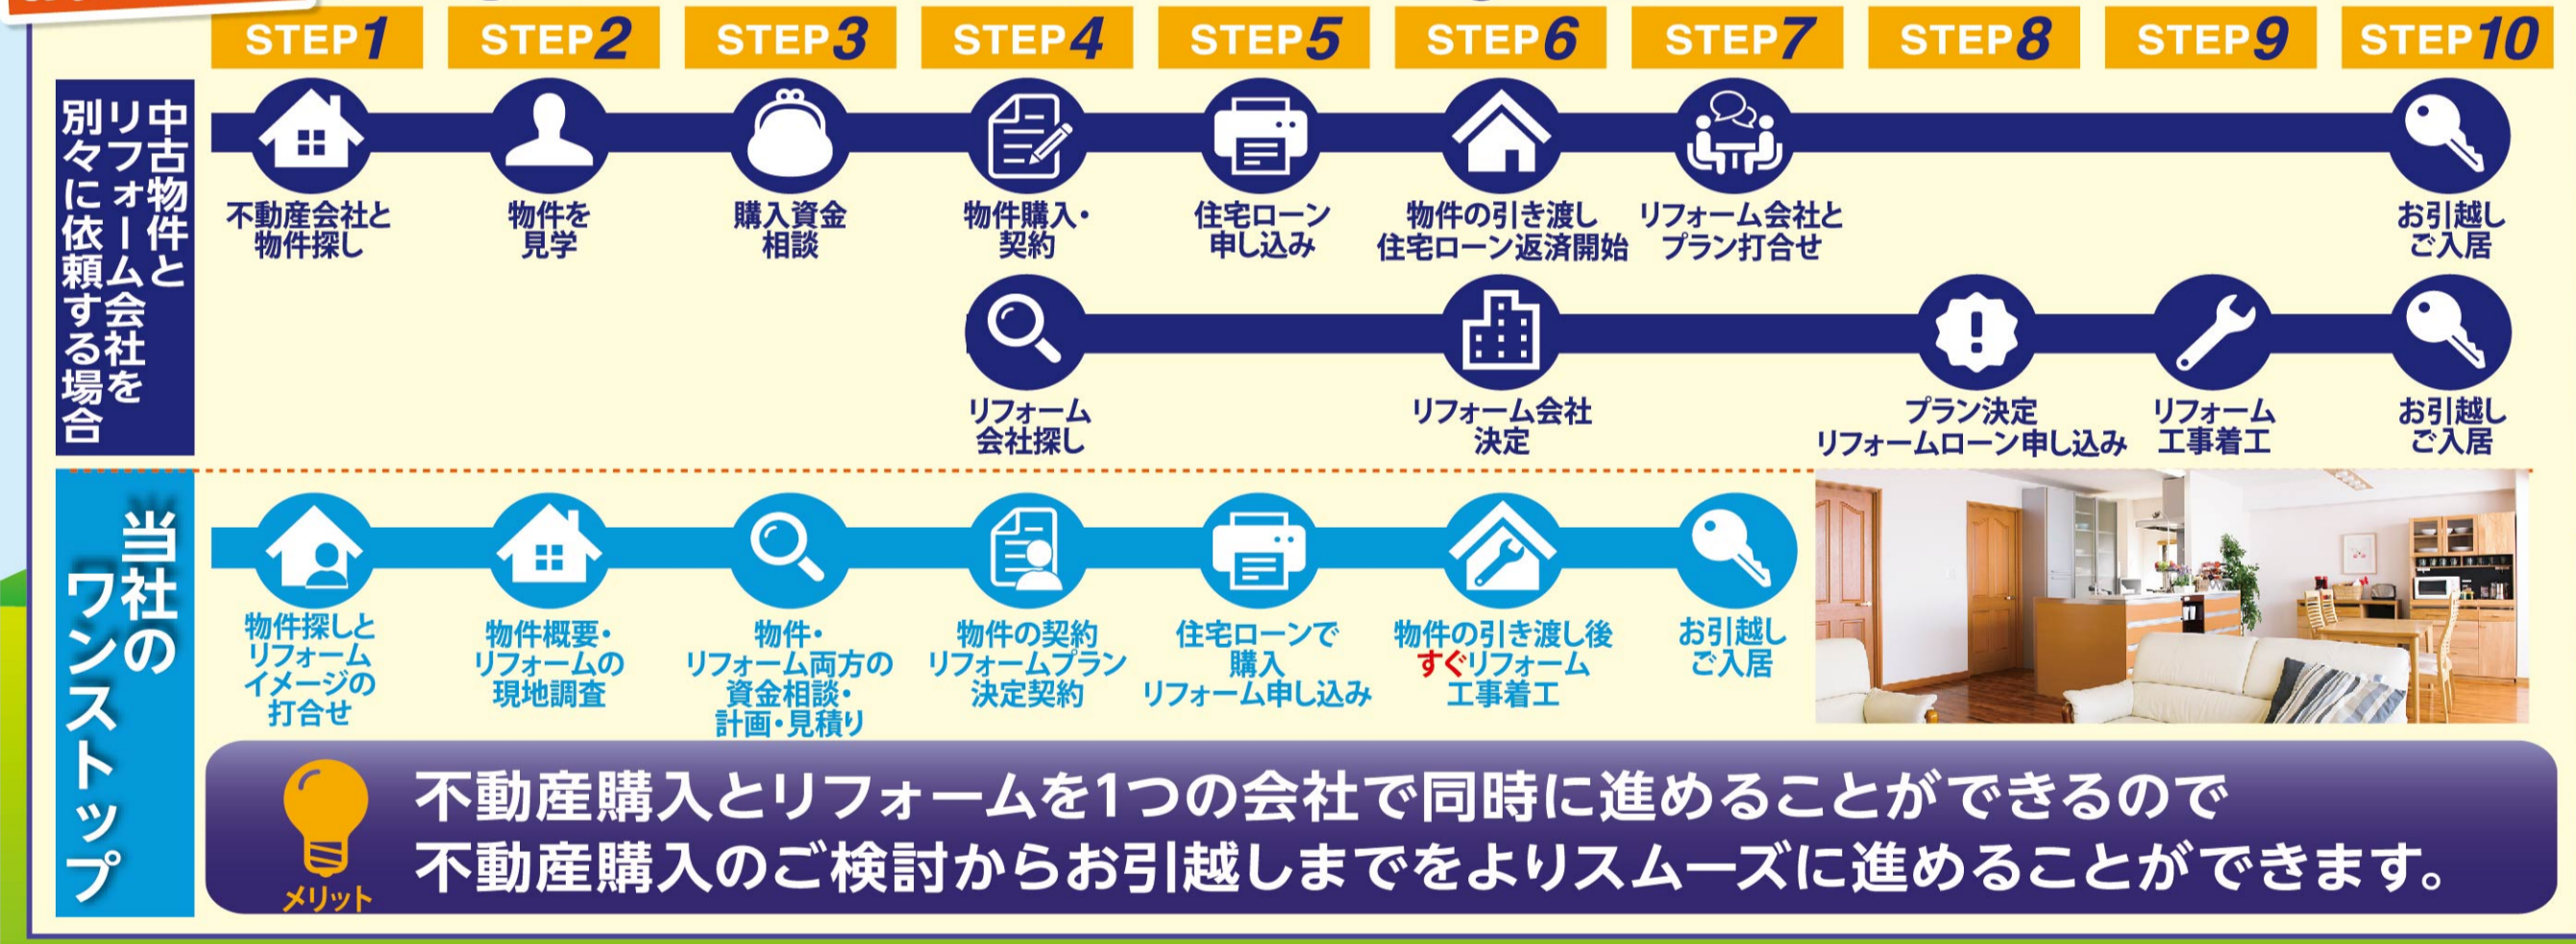 STEP1
STEP2
STEP3
STEP4
STEP5
STEP6
STEP7
STEP8
STEP9
STEP10
中古物件と
リフォーム会社を
別々に依頼する場合
不動産会社と
物件探し
物件を
見学
購入資金
相談
物件購入・
契約
住宅ローン
申し込み
物件の引き渡し
住宅ローン返済開始
リフォーム会社と
プラン打合せ
お引越し
ご入居
リフォーム
会社探し
リフォーム会社
決定
プラン決定
リフォームローン申し込み
リフォーム
工事着工
お引越し
ご入居
当社の
ワンストップ
物件探しと
リフォーム
イメージの
打合せ
物件概要・
リフォームの
現地調査
物件・
リフォーム両方の
資金相談・
計画・見積り
物件の契約
リフォームプラン
決定契約
住宅ローンで
購入
リフォーム申し込み
物件の引き渡し後
すぐリフォーム
工事着工
お引越し
ご入居
メリット
不動産購入とリフォームを1つの会社で同時に進めることができるので
不動産購入のご検討からお引越しまでをよりスムーズに進めることができます。